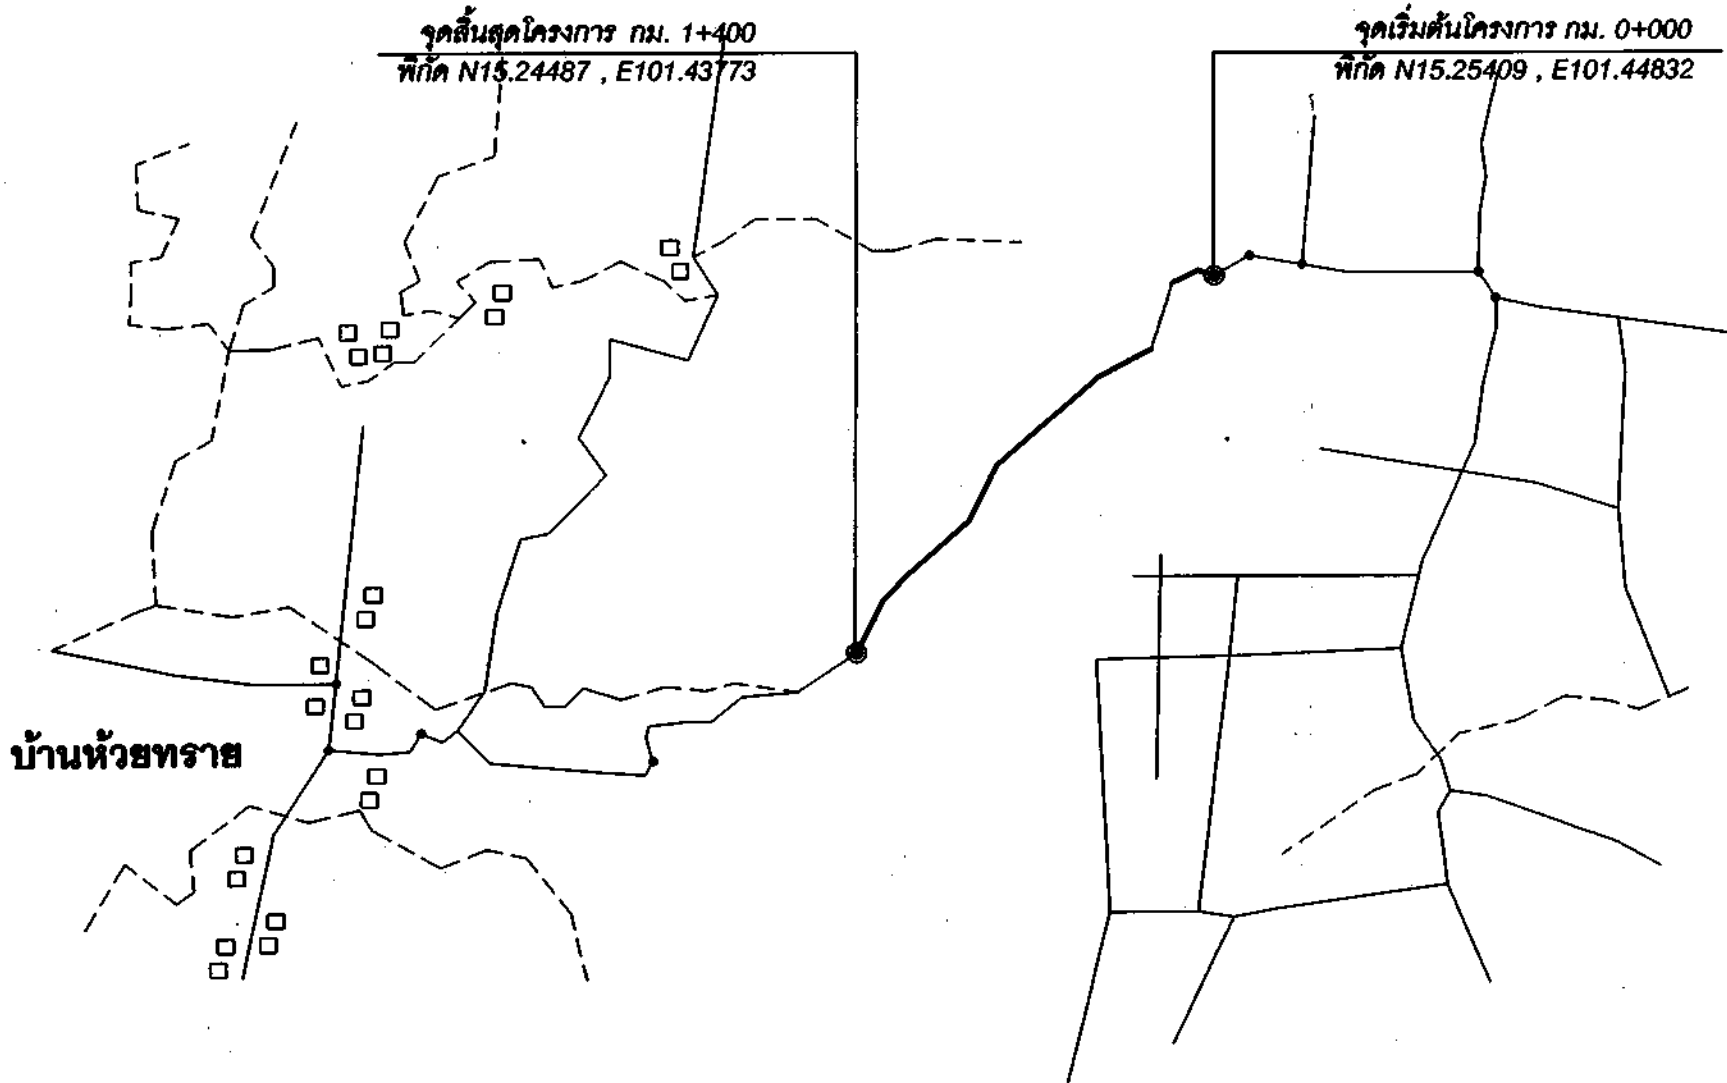 จุดสิ้นสุดโครงการ กม. 1+400
พิกัด N15.24487 , E101.43773
จุดเริ่มต้นโครงการ กม. 0+000
พิกัด N15.25409 , E101.44832
บ้านห้วยทราย